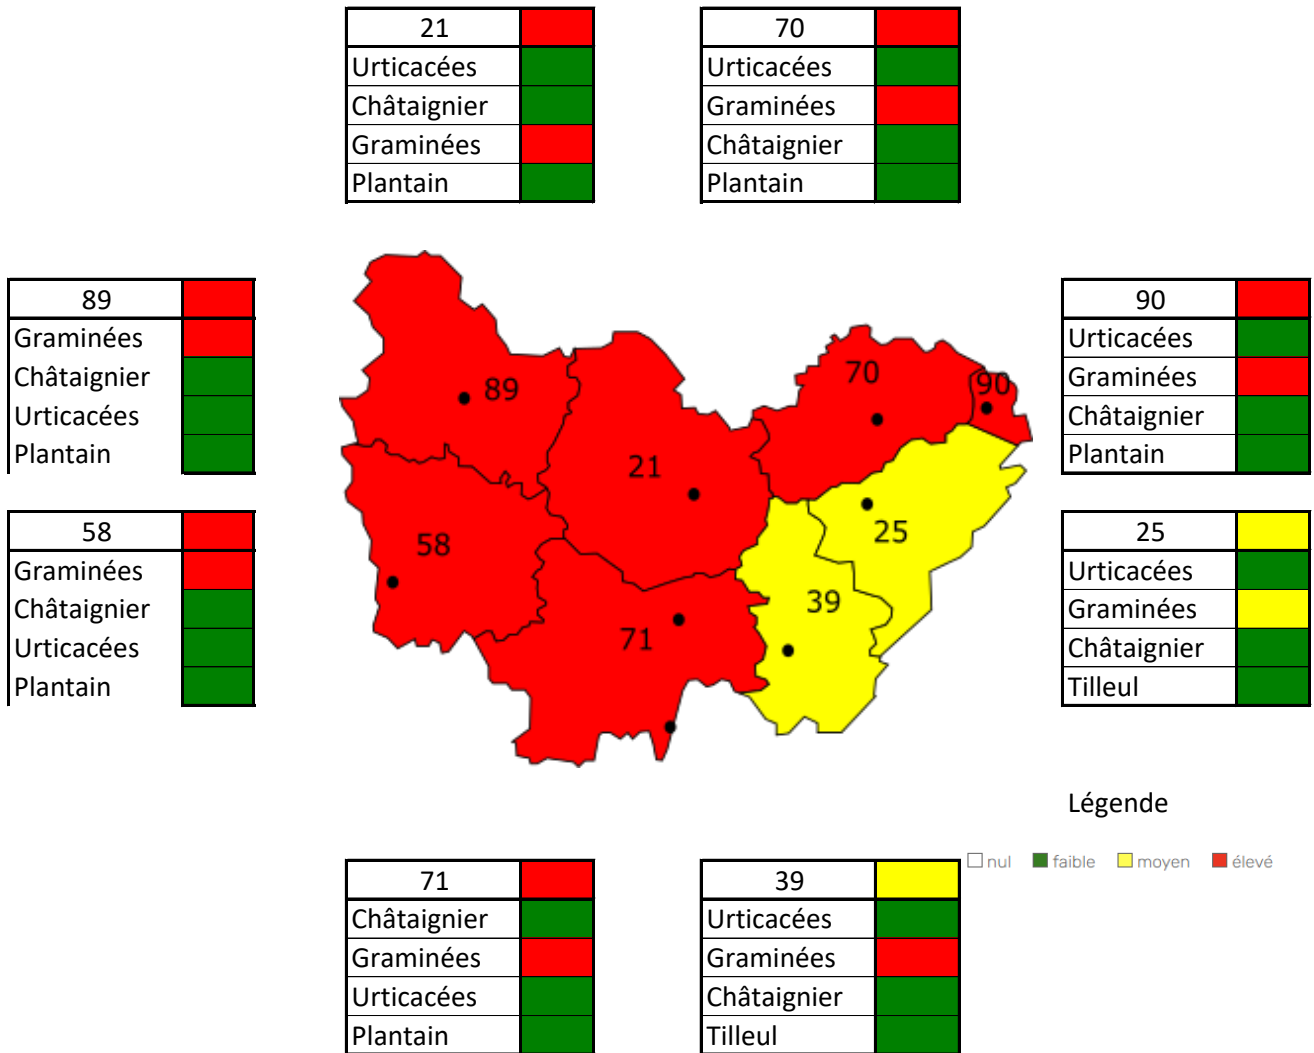 21
Urticacées
Châtaignier
Graminées
Plantain
70
Urticacées
Graminées
Châtaignier
Plantain
89
Graminées
Châtaignier
Urticacées
Plantain
58
Graminées
Châtaignier
Urticacées
Plantain
89
21
70
90
58
25
39
71
90
Urticacées
Graminées
Châtaignier
Plantain
25
Urticacées
Graminées
Châtaignier
Tilleul
Légende
nul faible moyen élevé
71
Châtaignier
Graminées
Urticacées
Plantain
39
Urticacées
Graminées
Châtaignier
Tilleul